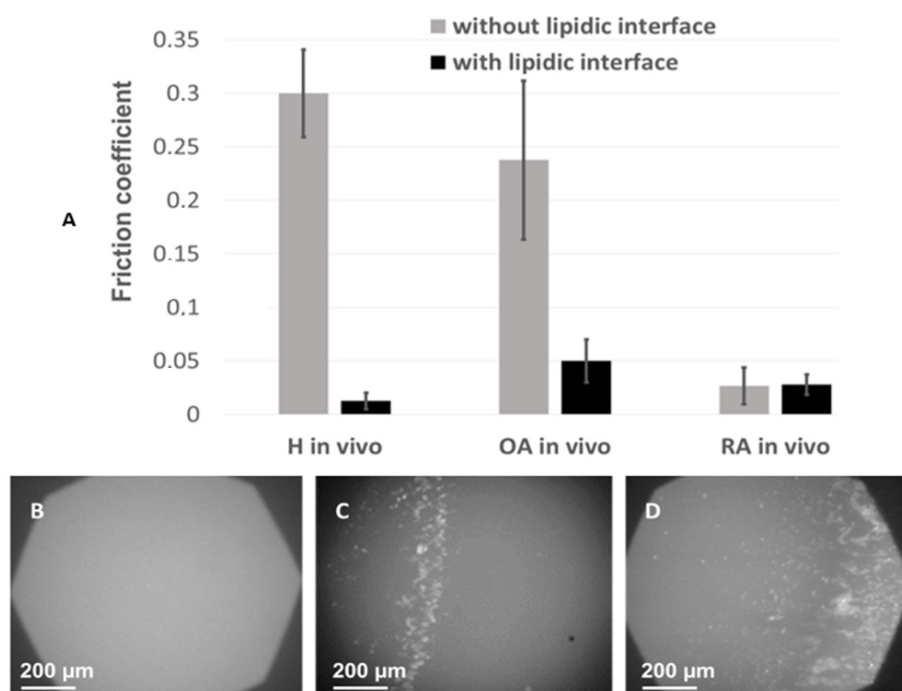 without lipidic interface
with lipidic interface
0.35
0.3
0.25
0.2
0.15
0.1
0.05
0
Friction coefficient
A
H in vivo
OA in vivo
RA in vivo
B
C
D
200 µm
200 µm
200 µm